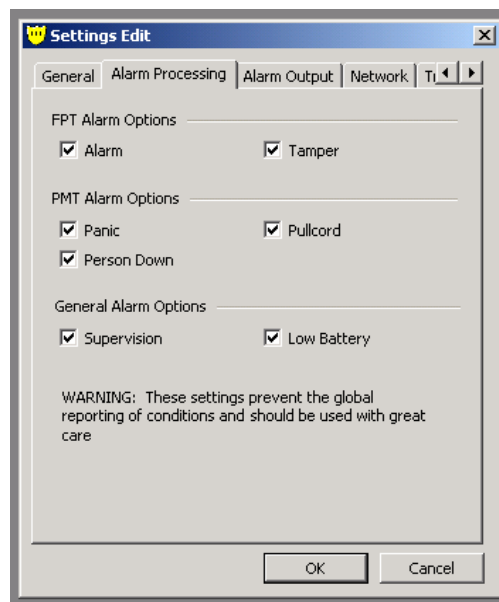 Settings Edit
General Alarm Processing Alarm Output Network
FPT Alarm Options
Alarm Tamper
PMT Alarm Options
Panic Pullcord
Person Down
General Alarm Options
Supervision Low Battery
WARNING: These settings prevent the global
reporting of conditions and should be used with great
care
OK Cancel